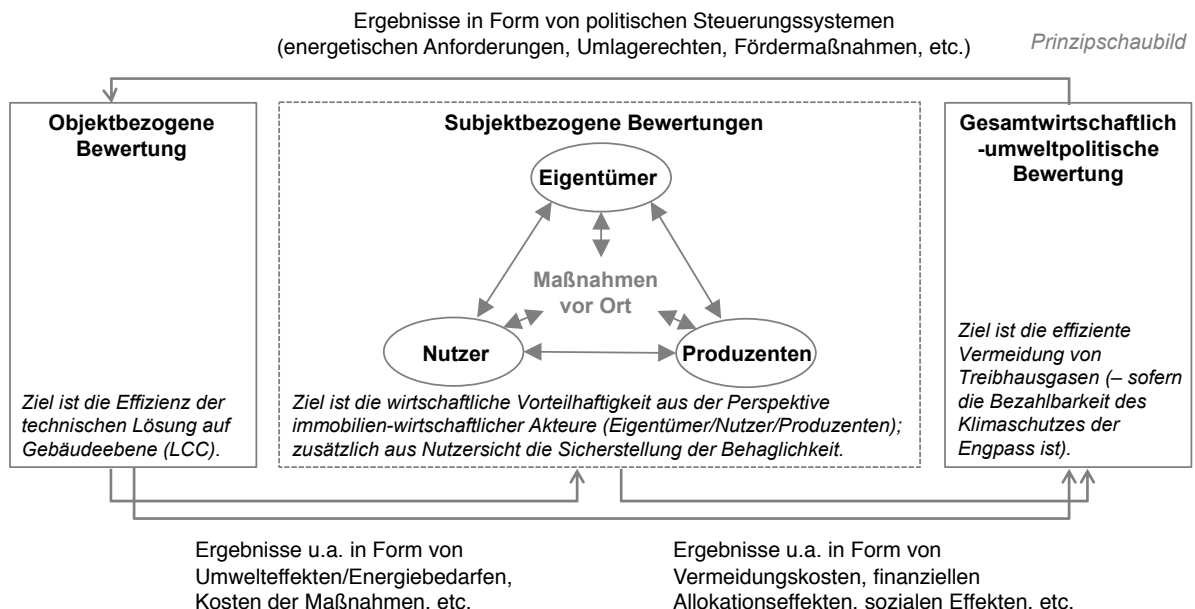 Ergebnisse in Form von politischen Steuerungssystemen
(energetischen Anforderungen, Umlagerechten, Fördermaßnahmen, etc.)
Prinzipschaubild
Objektbezogene
Bewertung
Ziel ist die Effizienz der
technischen Lösung auf
Gebäudeebene (LCC).
Subjektbezogene Bewertungen
Eigentümer
Maßnahmen
vor Ort
Nutzer
Produzenten
Ziel ist die wirtschaftliche Vorteilhaftigkeit aus der Perspektive
immobilien-wirtschaftlicher Akteure (Eigentümer/Nutzer/Produzenten);
zusätzlich aus Nutzersicht die Sicherstellung der Behaglichkeit.
Gesamtwirtschaftlich
-umweltpolitische
Bewertung
Ziel ist die effiziente
Vermeidung von
Treibhausgasen (– sofern
die Bezahlbarkeit des
Klimaschutzes der
Engpass ist).
Ergebnisse u.a. in Form von
Umwelteffekten/Energiebedarfen,
Kosten der Maßnahmen, etc.
Ergebnisse u.a. in Form von
Vermeidungskosten, finanziellen
Allokationseffekten, sozialen Effekten, etc.